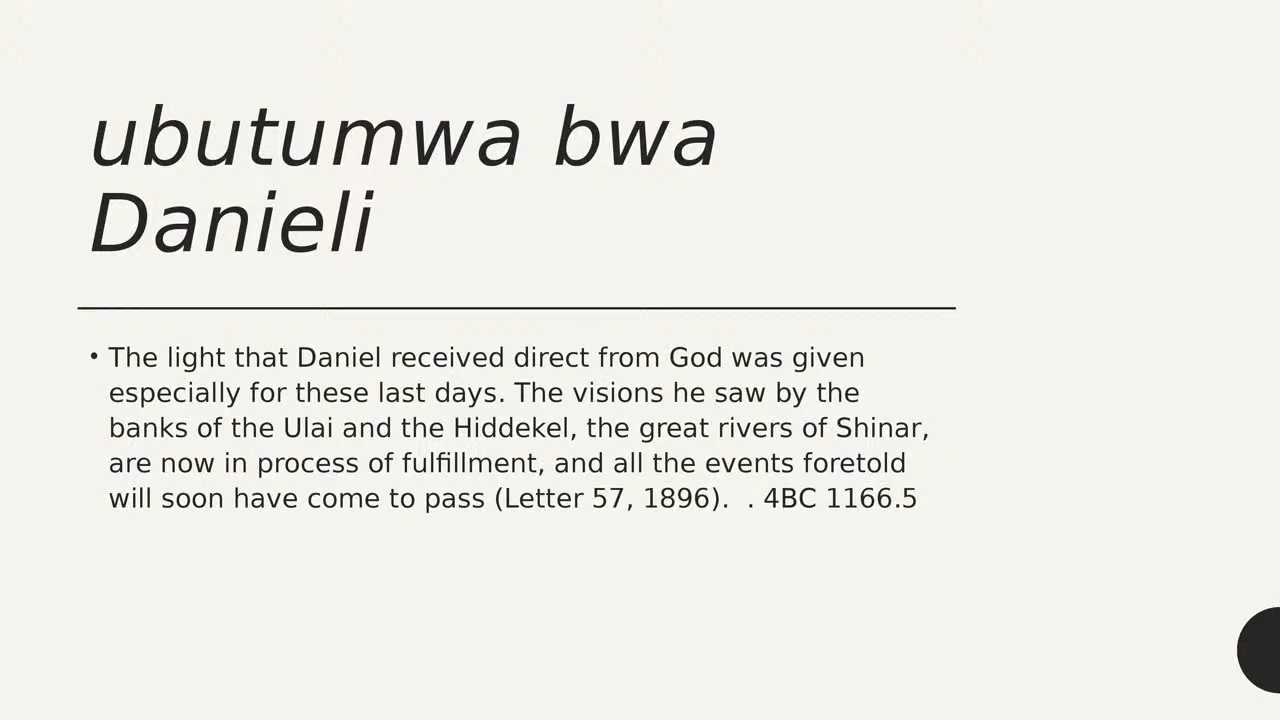 ubutumwa bwa
Danieli
• The light that Daniel received direct from God was given
especially for these last days. The visions he saw by the
banks of the Ulai and the Hiddekel, the great rivers of Shinar,
are now in process of fulfillment, and all the events foretold
will soon have come to pass (Letter 57, 1896).  . 4BC 1166.5